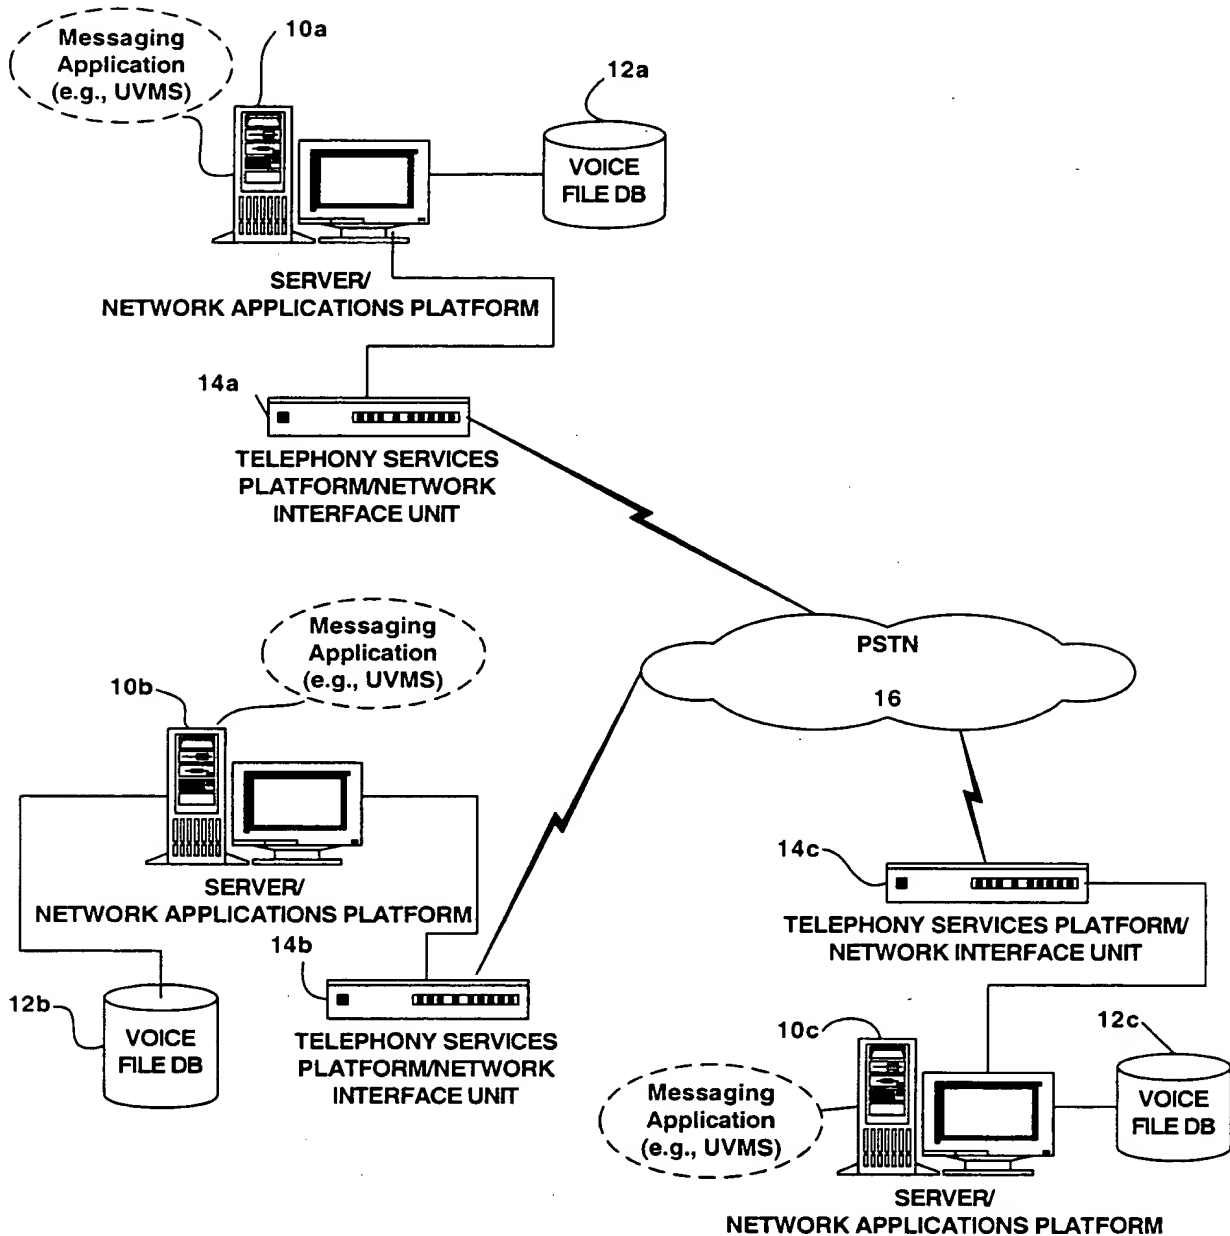 Messaging
Application
(e.g., UVMS)
10a
12a
VOICE
FILE DB
SERVER/
NETWORK APPLICATIONS PLATFORM
14a
TELEPHONY SERVICES
PLATFORM/NETWORK
INTERFACE UNIT
Messaging
Application
(e.g., UVMS)
10b
PSTN
16
SERVER/
NETWORK APPLICATIONS PLATFORM
14b
12b
VOICE
FILE DB
TELEPHONY SERVICES
PLATFORM/NETWORK
INTERFACE UNIT
14c
TELEPHONY SERVICES PLATFORM/
NETWORK INTERFACE UNIT
10c
12c
Messaging
Application
(e.g., UVMS)
VOICE
FILE DB
SERVER/
NETWORK APPLICATIONS PLATFORM